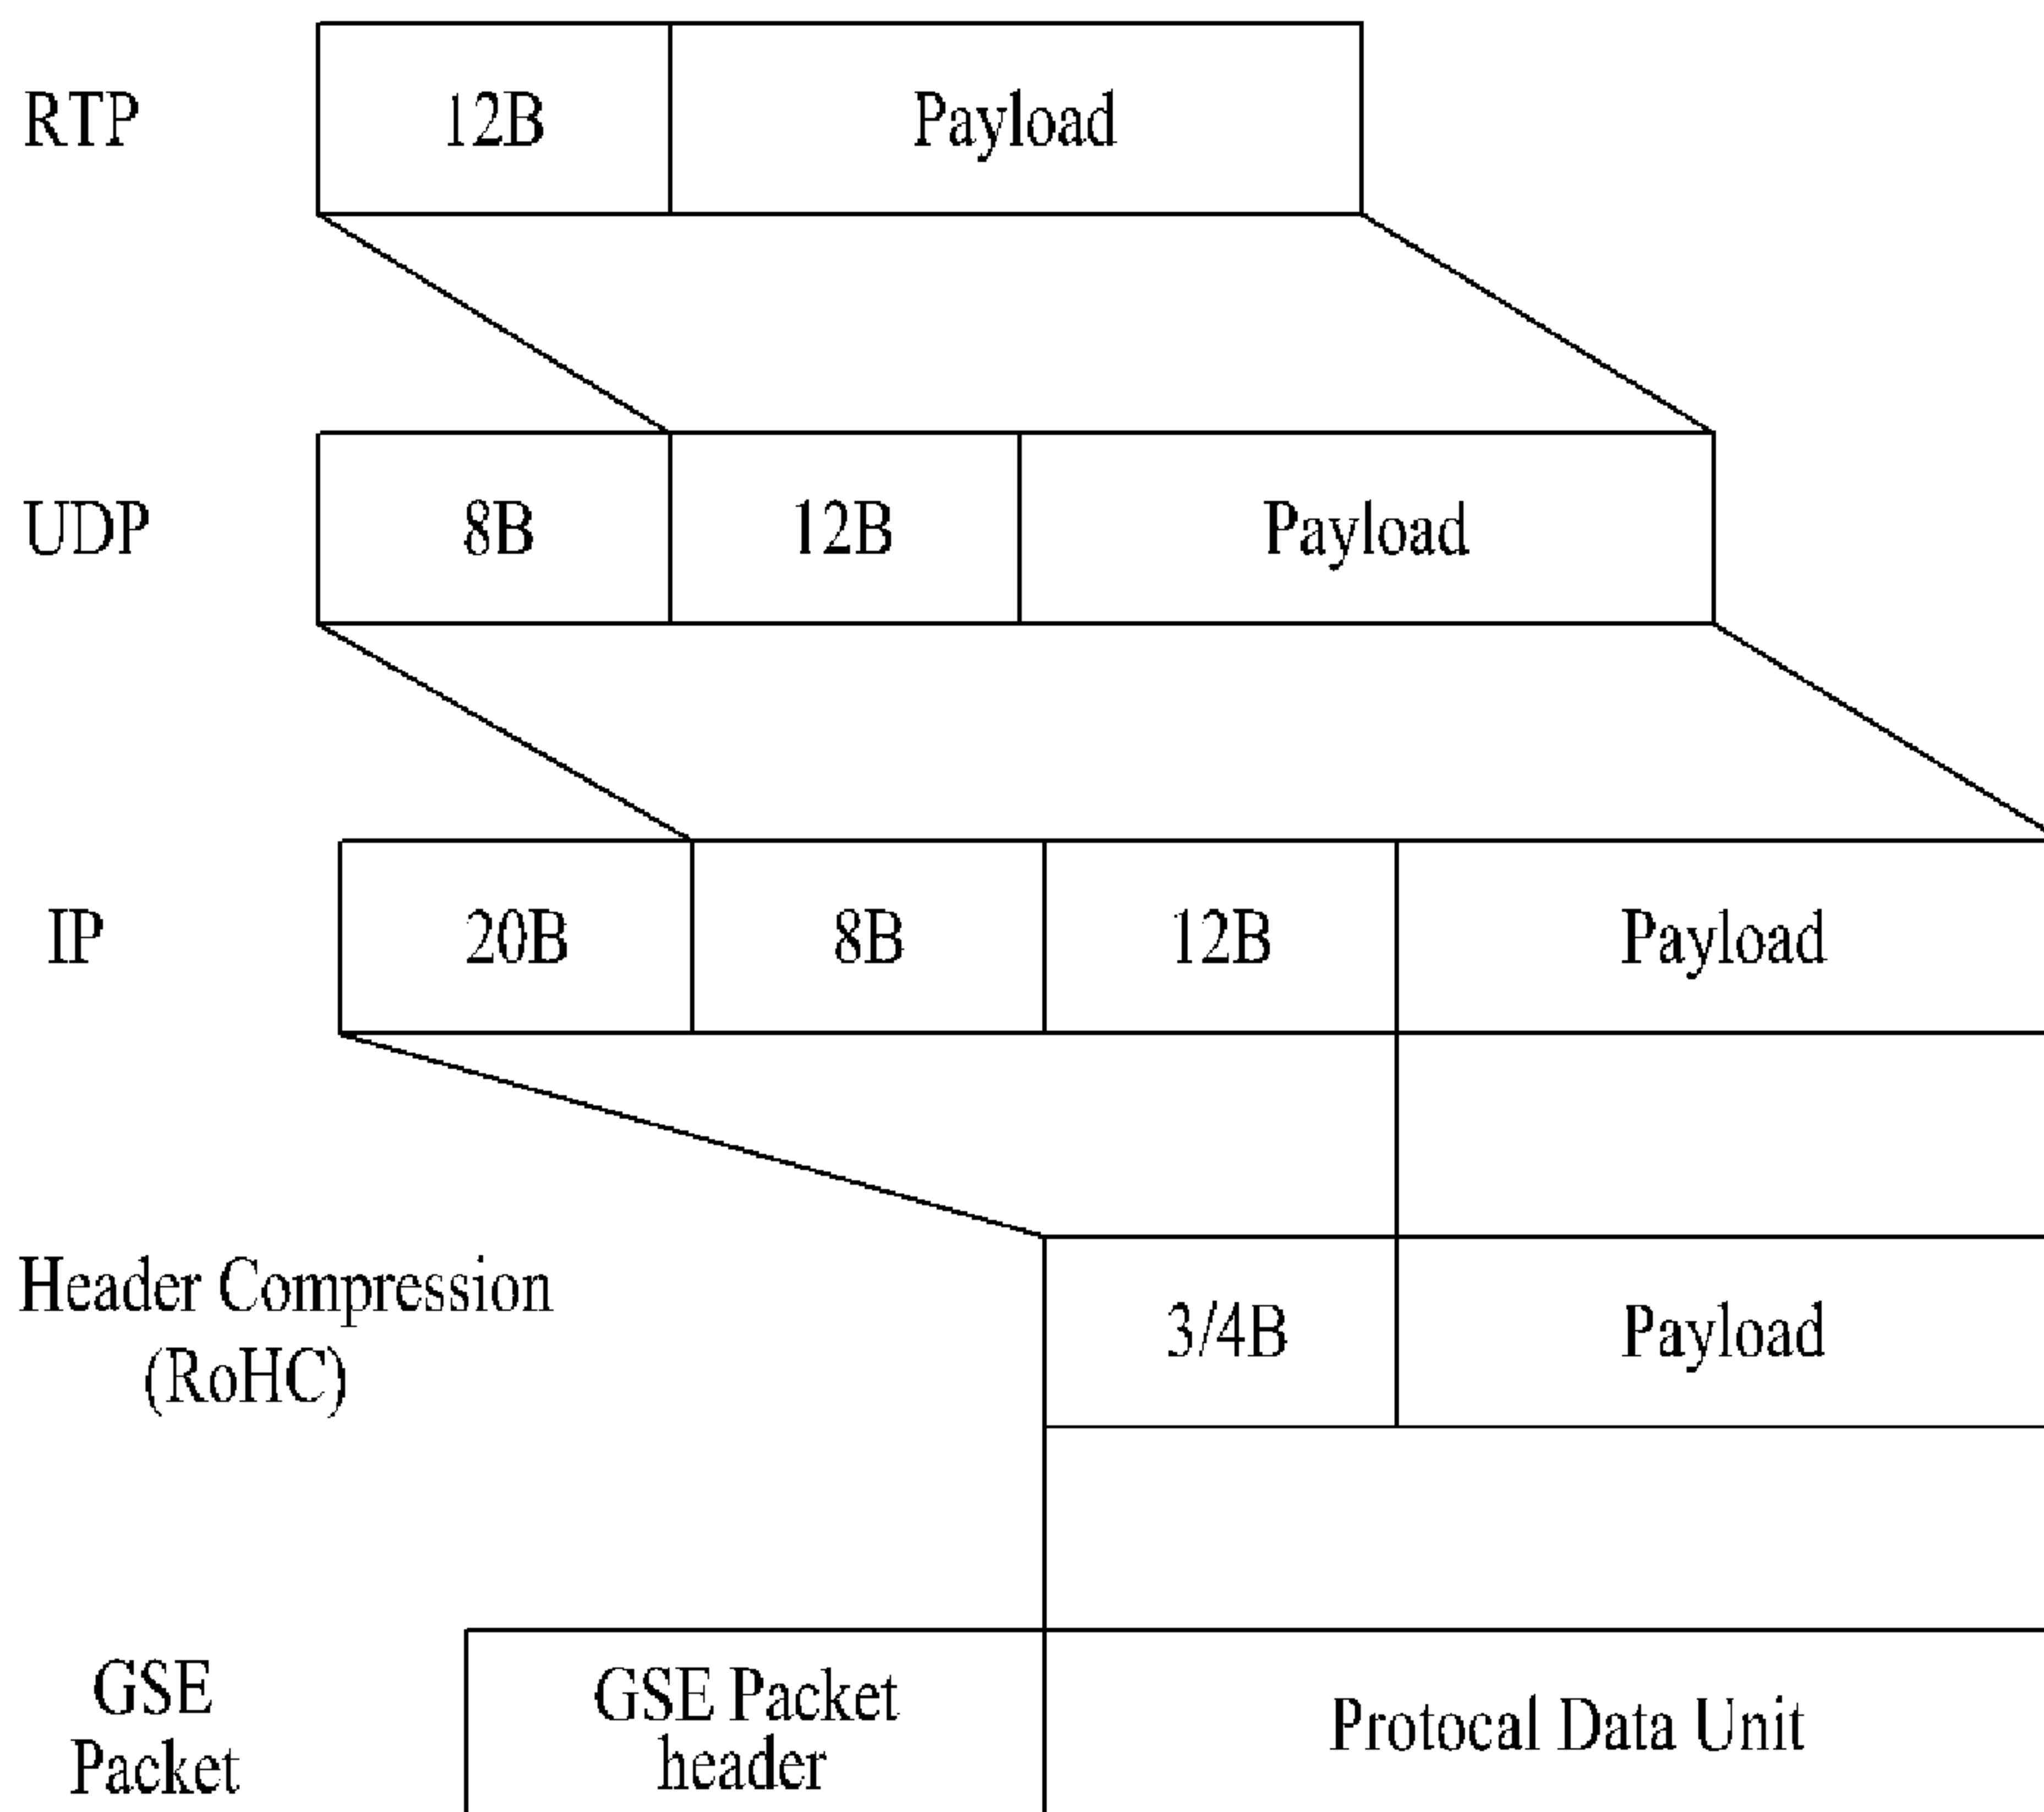 RTP 12B Payload
UDP 8B 12B Payload
IP 20B 8B 12B Payload
Header Compression
(RoHC)
3/4B Payload
GSE
Packet
GSE Packet
header
Protocal Data Unit